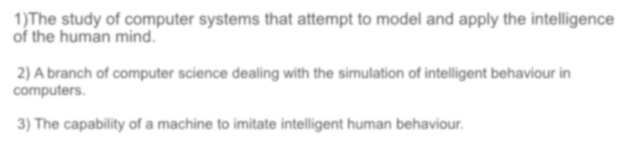 1)The study of computer systems that attempt to model and apply the intelligence
of the human mind.
2) A branch of computer science dealing with the simulation of intelligent behaviour in
computers.
3) The capability of a machine to imitate intelligent human behaviour.